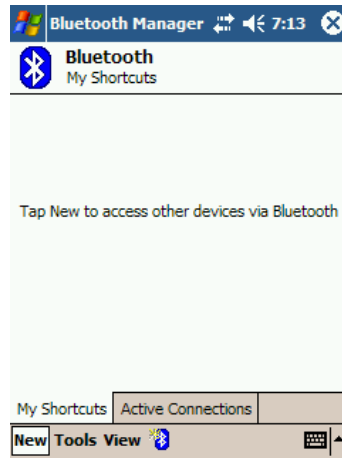 Bluetooth Manager 7:13
Bluetooth
My Shortcuts
Tap New to access other devices via Bluetooth
My Shortcuts Active Connections
New Tools View